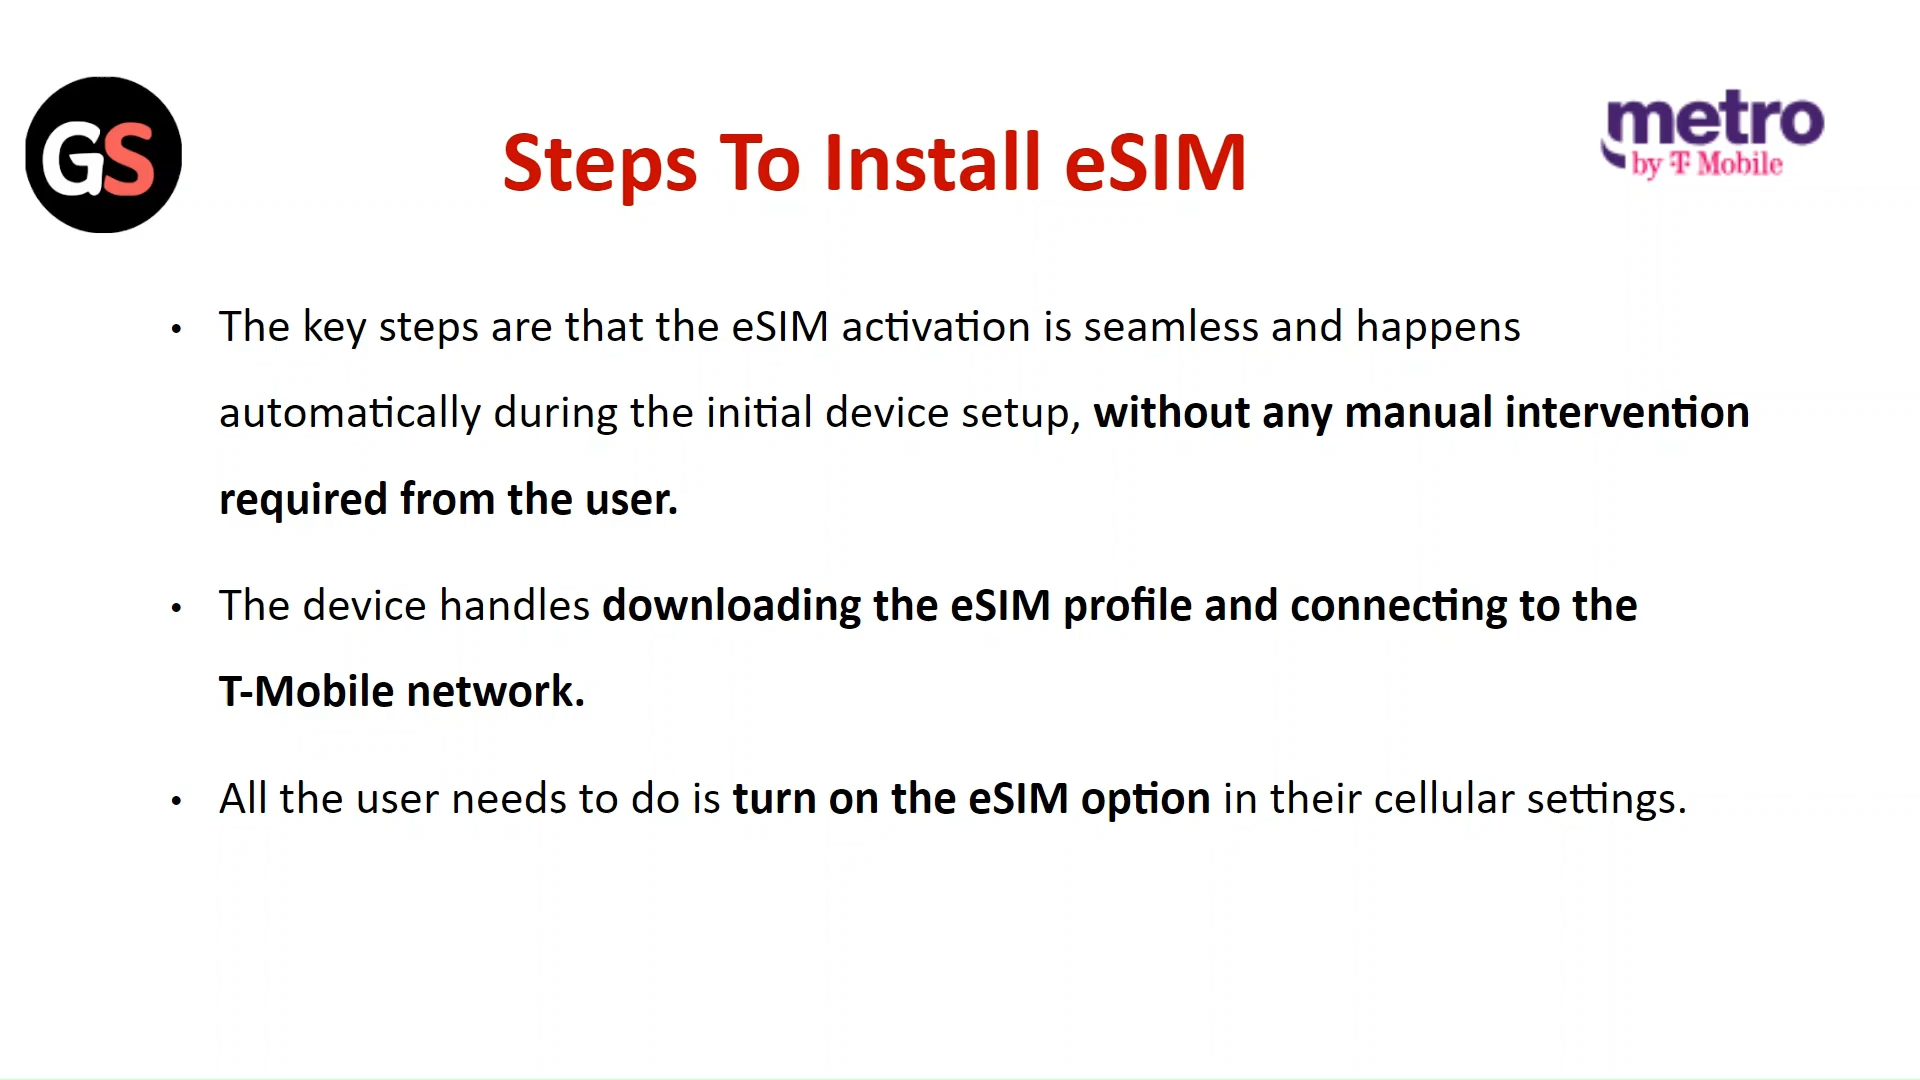 GS
Steps To Install eSIM
metro
by T Mobile
• The key steps are that the eSIM activation is seamless and happens
automatically during the initial device setup, without any manual intervention
required from the user.
• The device handles downloading the eSIM profile and connecting to the
T-Mobile network.
• All the user needs to do is turn on the eSIM option in their cellular settings.